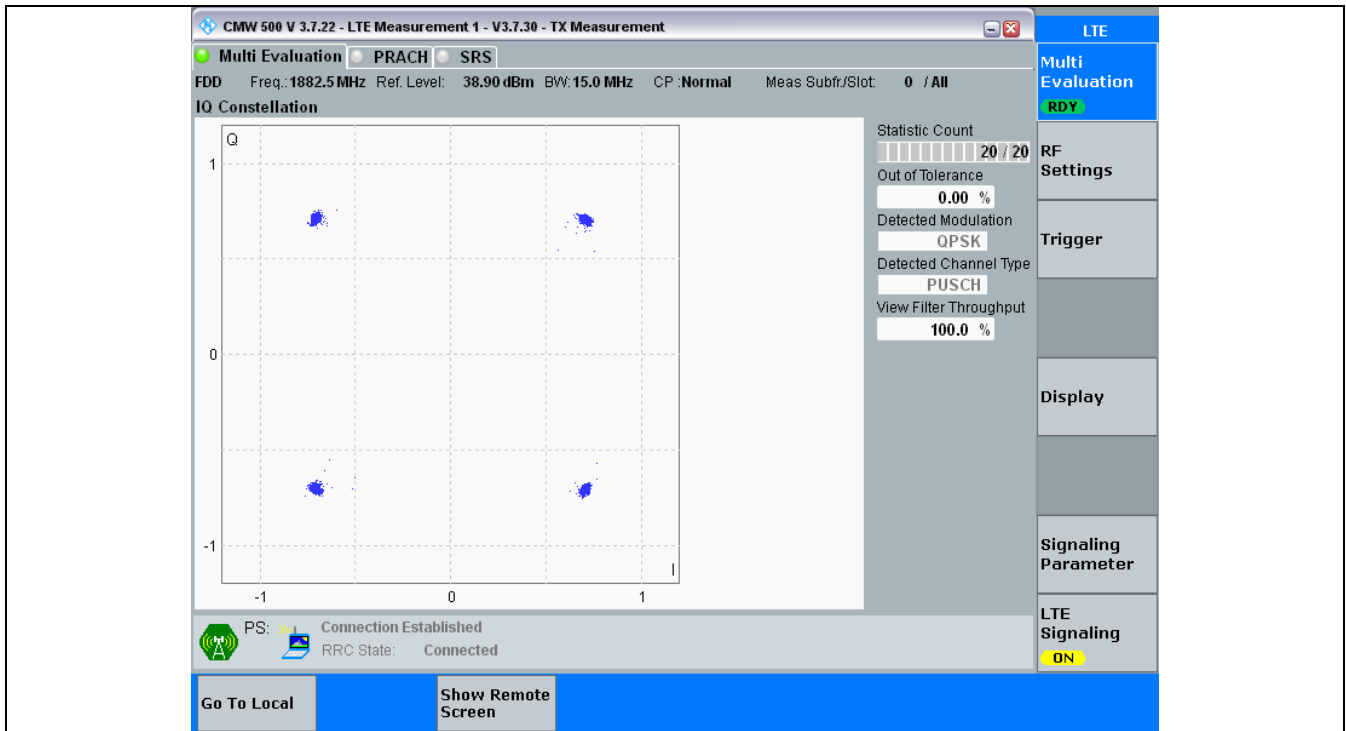 CMW 500 V 3.7.22 - LTE Measurement 1 - V3.7.30 - TX Measurement
LTE
Multi Evaluation PRACH SRS
FDD Freq.:1882.5 MHz Ref. Level: 38.90 dBm BW:15.0 MHz CP :Normal Meas Subfr./Slot: 0 / All
IQ Constellation
Q
1
0
-1
I
-1 0 1
Statistic Count
20 / 20
Out of Tolerance
0.00 %
Detected Modulation
QPSK
Detected Channel Type
PUSCH
View Filter Throughput
100.0 %
Multi
Evaluation
RDY
RF
Settings
Trigger
Display
Signaling
Parameter
LTE
Signaling
ON
PS: Connection Established
RRC State: Connected
Go To Local
Show Remote
Screen